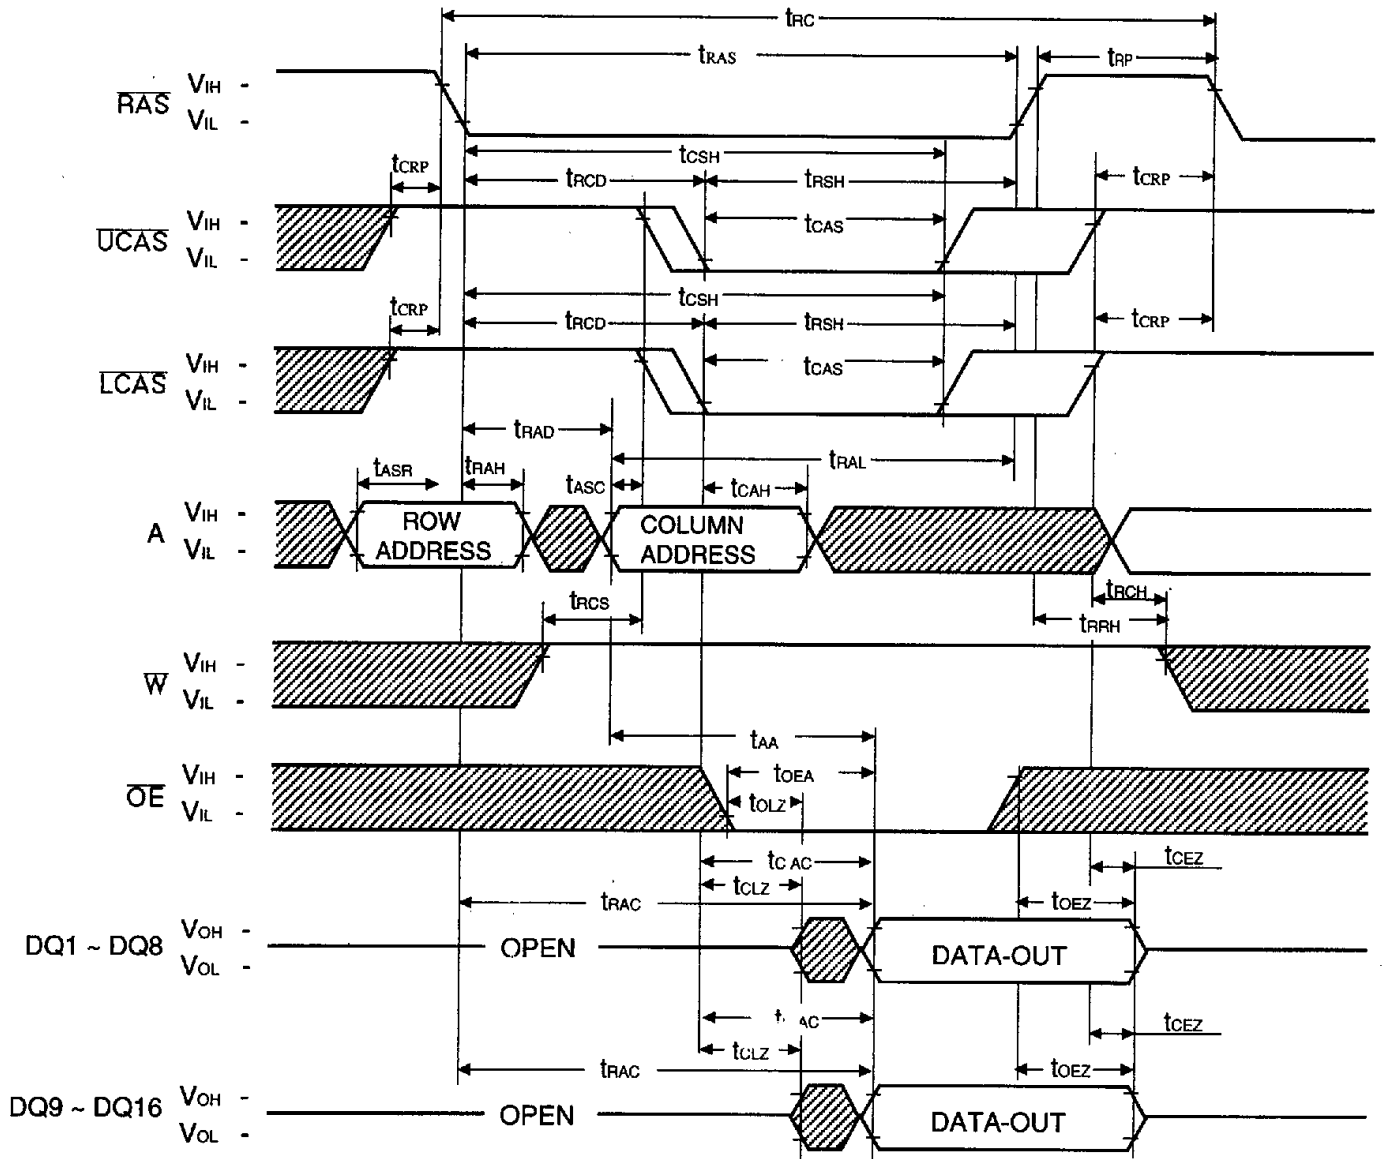 tRC
tRAS
tRP
RAS
VIH -
VIL -
tCRP
tCSH
tRCD
tRSH
tCRP
UCAS
VIH -
VIL -
tCAS
tCRP
tCSH
tRCD
tRSH
tCRP
LCAS
VIH -
VIL -
tCAS
tRAD
tRAL
tASR
tRAH
tASC
tCAH
A
VIH -
VIL -
ROW
ADDRESS
COLUMN
ADDRESS
tRCS
tRCH
tRRH
W
VIH -
VIL -
tAA
OE
VIH -
VIL -
tOEA
tOLZ
tCAC
tCEZ
tCLZ
tRAC
tOEZ
DQ1 ~ DQ8
VOH -
VOL -
OPEN
DATA-OUT
tCEZ
tCLZ
tRAC
tOEZ
DQ9 ~ DQ16
VOH -
VOL -
OPEN
DATA-OUT